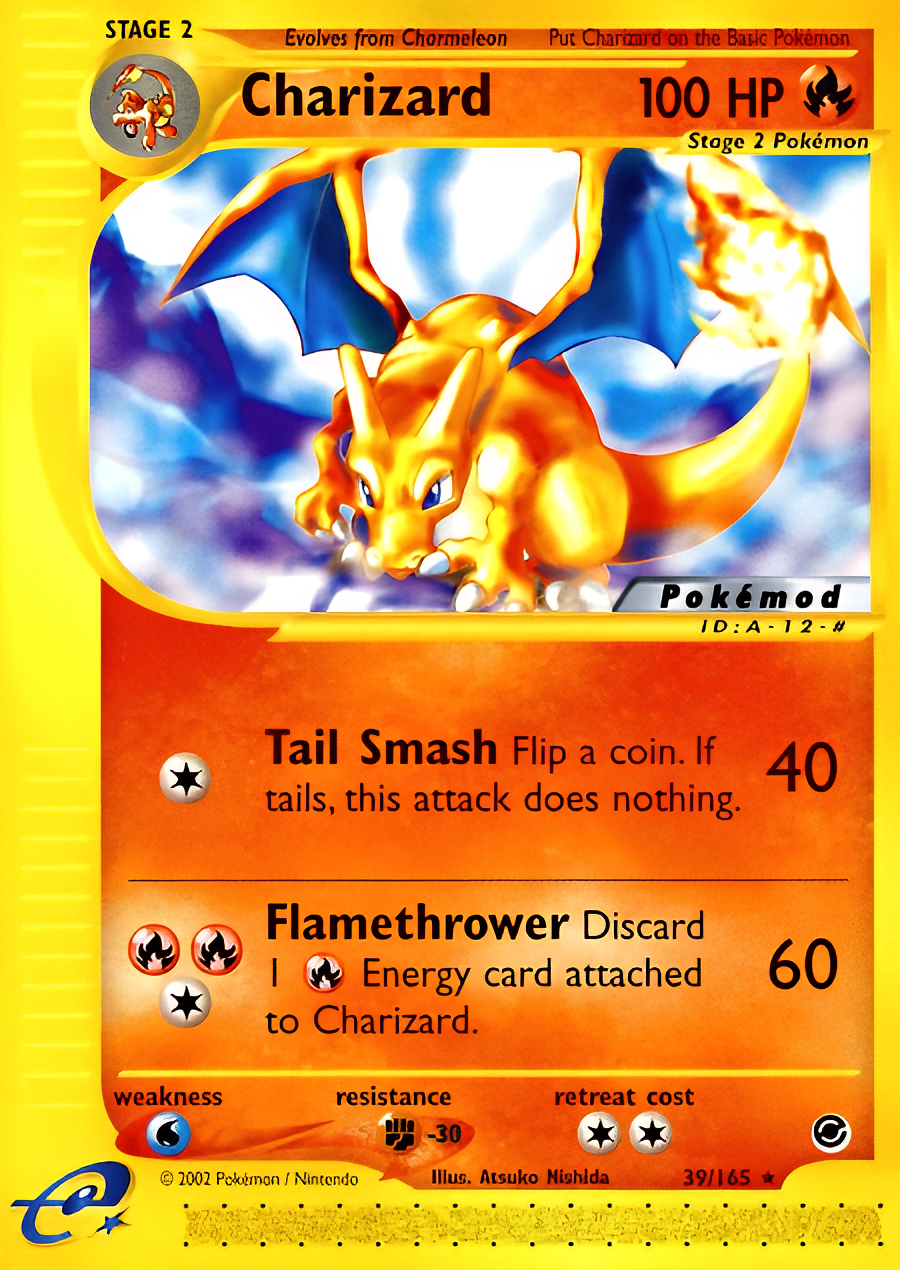 STAGE 2
Evolves from Charmeleon
Put Charizard on the Basic Pokémon
Charizard
100 HP
Stage 2 Pokémon
Pokémod
ID:A-12-#
Tail Smash Flip a coin. If
tails, this attack does nothing.
40
Flamethrower Discard
1 Energy card attached
to Charizard.
60
weakness
resistance
retreat cost
-30
© 2002 Pokémon / Nintendo
Illus. Atsuko Nishida
39/165 ★